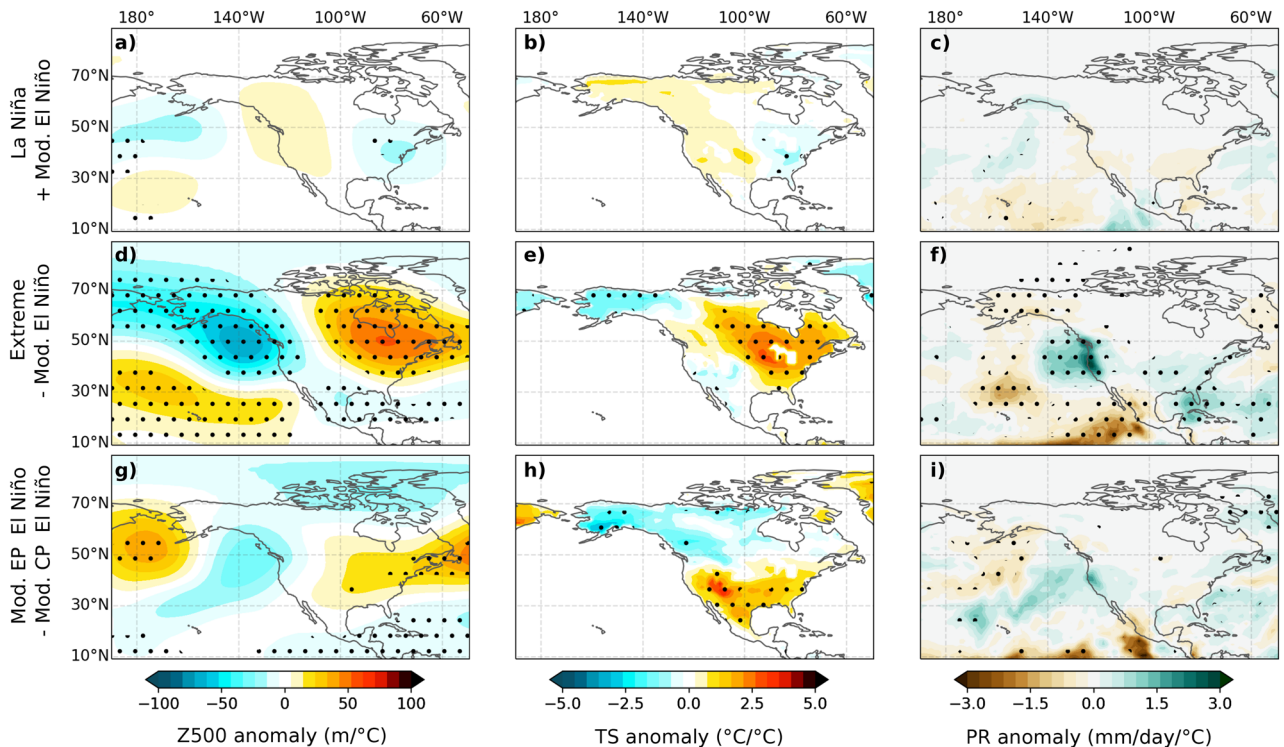 180° 140°W 100°W 60°W 180° 140°W 100°W 60°W 180° 140°W 100°W 60°W
La Niña
+ Mod. El Niño
a) b) c)
70°N
50°N
30°N
10°N
Extreme
- Mod. El Niño
d) e) f)
70°N
50°N
30°N
10°N
Mod. EP El Niño
- Mod. CP El Niño
g) h) i)
70°N
50°N
30°N
10°N
−100 −50 0 50 100 −5.0 −2.5 0.0 2.5 5.0 −3.0 −1.5 0.0 1.5 3.0
Z500 anomaly (m/°C) TS anomaly (°C/°C) PR anomaly (mm/day/°C)